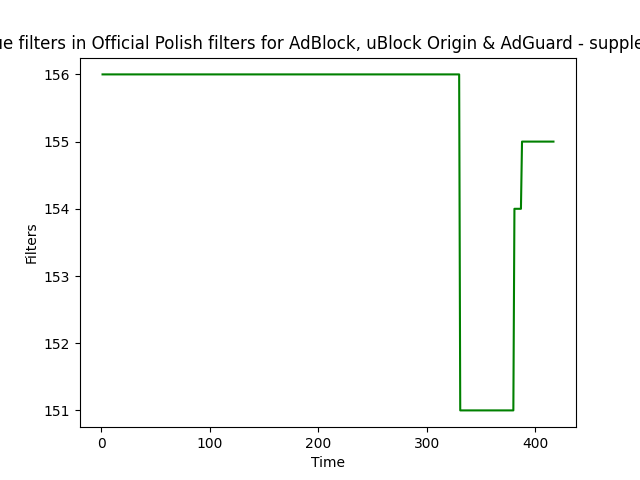 ue filters in Official Polish filters for AdBlock, uBlock Origin & AdGuard - supple
156
155
154
153
152
151
Filters
0 100 200 300 400
Time